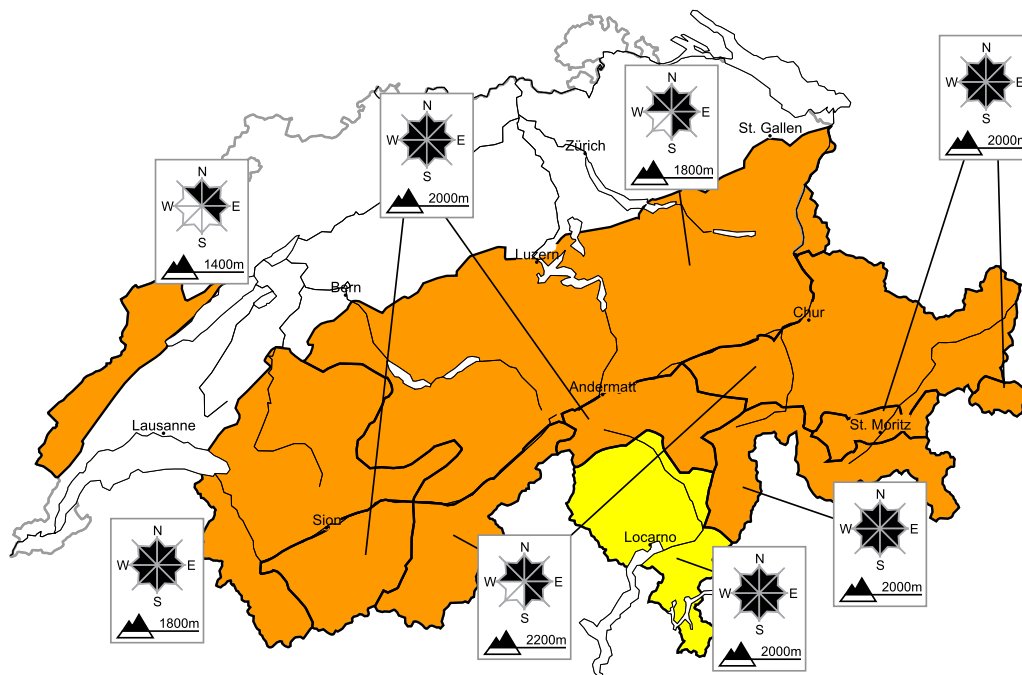 N
W E
S
2000m
N
W E
S
1800m
St. Gallen
N
W E
S
2000m
Zürich
N
W E
S
1400m
Luzern
Bern
Chur
Andermatt
Lausanne
St. Moritz
Sion
Locarno
N
W E
S
1800m
N
W E
S
2200m
N
W E
S
2000m
N
W E
S
2000m